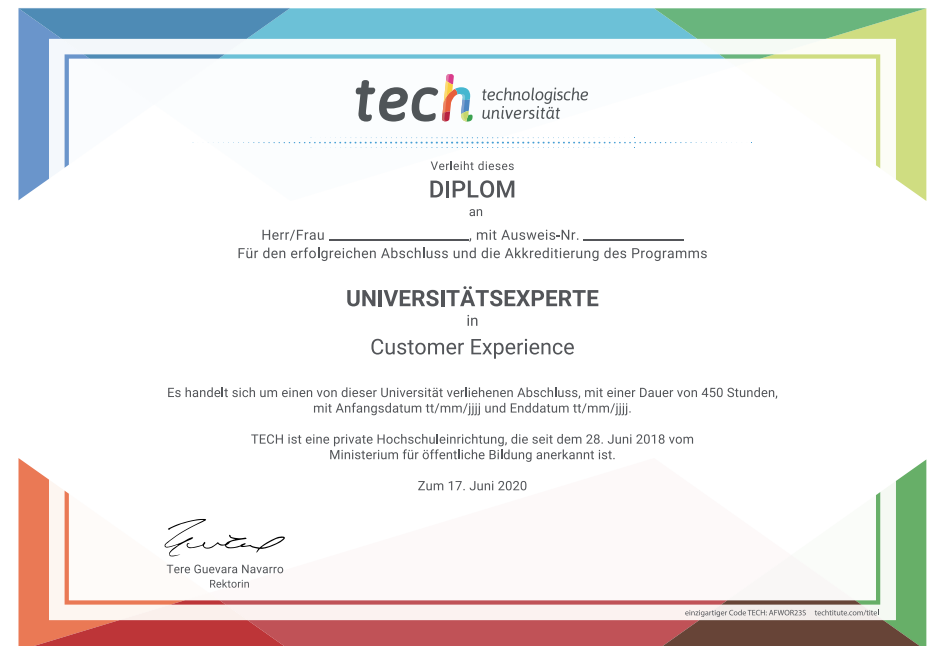 tech technologische
universität
Verleiht dieses
DIPLOM
an
Herr/Frau ____________________, mit Ausweis-Nr. ______________
Für den erfolgreichen Abschluss und die Akkreditierung des Programms
UNIVERSITÄTSEXPERTE
in
Customer Experience
Es handelt sich um einen von dieser Universität verliehenen Abschluss, mit einer Dauer von 450 Stunden,
mit Anfangsdatum tt/mm/jjjj und Enddatum tt/mm/jjjj.
TECH ist eine private Hochschuleinrichtung, die seit dem 28. Juni 2018 vom
Ministerium für öffentliche Bildung anerkannt ist.
Zum 17. Juni 2020
Tere Guevara Navarro
Rektorin
einzigartiger Code TECH: AFWOR23S techtitute.com/titel